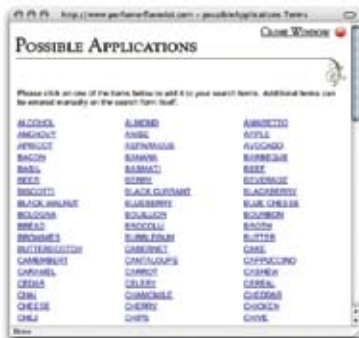 http://www.perfumerflavorist.com - possibleApplications Terms
Close Window
Possible Applications
Please click on one of the items below to add it to your search terms. Additional terms can
be entered manually on the search form itself.
ALCOHOL ALMOND AMARETTO
ANCHOVY ANISE APPLE
APRICOT ASPARAGUS AVOCADO
BACON BANANA BARBEQUE
BASIL BASMATI BEEF
BEER BERRY BEVERAGE
BISCOTTI BLACK CURRANT BLACKBERRY
BLACK WALNUT BLUEBERRY BLUE CHEESE
BOLOGNA BOUILLON BOURBON
BREAD BROCCOLI BROTH
BROWNIES BUBBLEGUM BUTTER
BUTTERSCOTCH CABERNET CAKE
CAMEMBERT CANTALOUPE CAPPUCCINO
CARAMEL CARROT CASHEW
CEDAR CELERY CEREAL
CHAI CHAMOMILE CHEDDAR
CHEESE CHERRY CHICKEN
CHILI CHIPS CHIVE